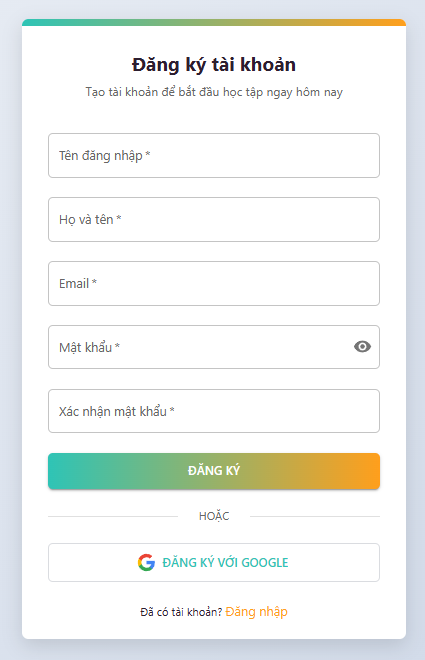 Đăng ký tài khoản
Tạo tài khoản để bắt đầu học tập ngay hôm nay
Tên đăng nhập *
Họ và tên *
Email *
Mật khẩu *
Xác nhận mật khẩu *
ĐĂNG KÝ
HOẶC
ĐĂNG KÝ VỚI GOOGLE
Đã có tài khoản? Đăng nhập